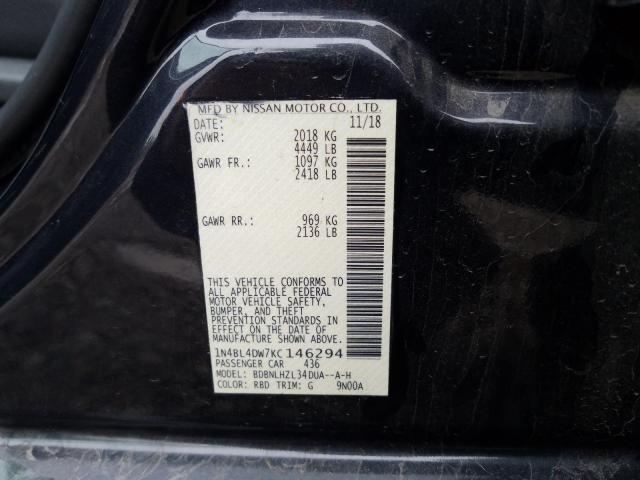 MFD BY NISSAN MOTOR CO., LTD.
DATE: 11/18
GVWR: 2018 KG
4449 LB
GAWR FR.: 1097 KG
2418 LB
GAWR RR.: 969 KG
2136 LB
THIS VEHICLE CONFORMS TO
ALL APPLICABLE FEDERAL
MOTOR VEHICLE SAFETY,
BUMPER, AND THEFT
PREVENTION STANDARDS IN
EFFECT ON THE DATE OF
MANUFACTURE SHOWN ABOVE.
1N4BL4DW7KC146294
PASSENGER CAR 436
MODEL: BDBNLHZL34DUA--A-H
COLOR: RBD TRIM: G 9N00A